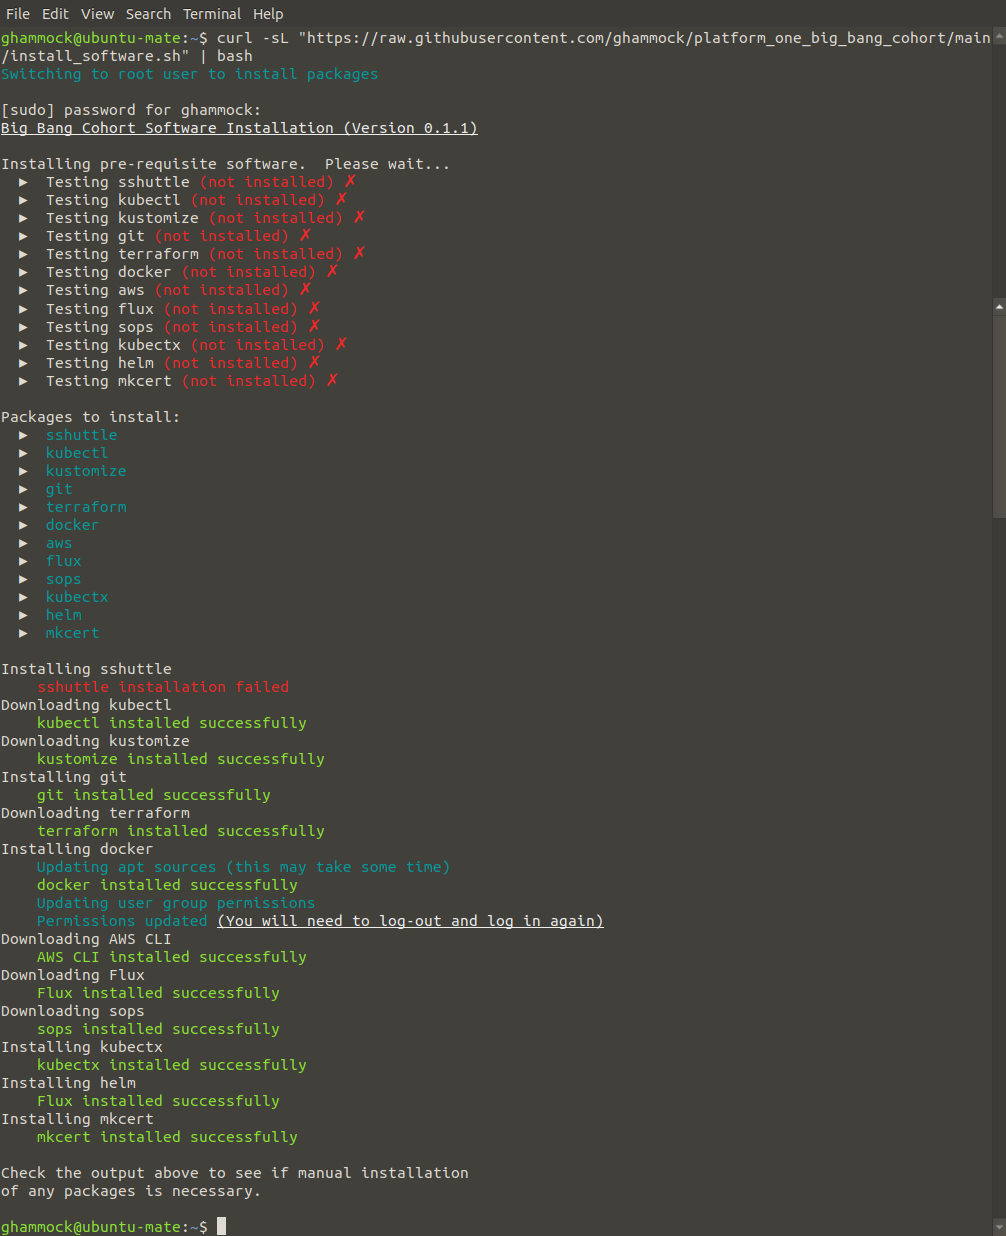 File Edit View Search Terminal Help
ghammock@ubuntu-mate:~$ curl -sL "https://raw.githubusercontent.com/ghammock/platform_one_big_bang_cohort/main
/install_software.sh" | bash
Switching to root user to install packages
[sudo] password for ghammock:
Big Bang Cohort Software Installation (Version 0.1.1)
Installing pre-requisite software.  Please wait...
► Testing sshuttle (not installed) ✗
► Testing kubectl (not installed) ✗
► Testing kustomize (not installed) ✗
► Testing git (not installed) ✗
► Testing terraform (not installed) ✗
► Testing docker (not installed) ✗
► Testing aws (not installed) ✗
► Testing flux (not installed) ✗
► Testing sops (not installed) ✗
► Testing kubectx (not installed) ✗
► Testing helm (not installed) ✗
► Testing mkcert (not installed) ✗
Packages to install:
► sshuttle
► kubectl
► kustomize
► git
► terraform
► docker
► aws
► flux
► sops
► kubectx
► helm
► mkcert
Installing sshuttle
sshuttle installation failed
Downloading kubectl
kubectl installed successfully
Downloading kustomize
kustomize installed successfully
Installing git
git installed successfully
Downloading terraform
terraform installed successfully
Installing docker
Updating apt sources (this may take some time)
docker installed successfully
Updating user group permissions
Permissions updated (You will need to log-out and log in again)
Downloading AWS CLI
AWS CLI installed successfully
Downloading Flux
Flux installed successfully
Downloading sops
sops installed successfully
Installing kubectx
kubectx installed successfully
Installing helm
Flux installed successfully
Installing mkcert
mkcert installed successfully
Check the output above to see if manual installation
of any packages is necessary.
ghammock@ubuntu-mate:~$